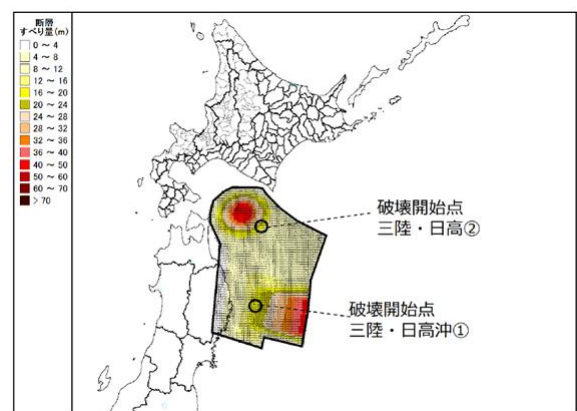 断層
すべり量(m)
0 ～ 4
4 ～ 8
8 ～ 12
12 ～ 16
16 ～ 20
20 ～ 24
24 ～ 28
28 ～ 32
32 ～ 36
36 ～ 40
40 ～ 50
50 ～ 60
60 ～ 70
> 70
破壊開始点
三陸・日高②
破壊開始点
三陸・日高沖①